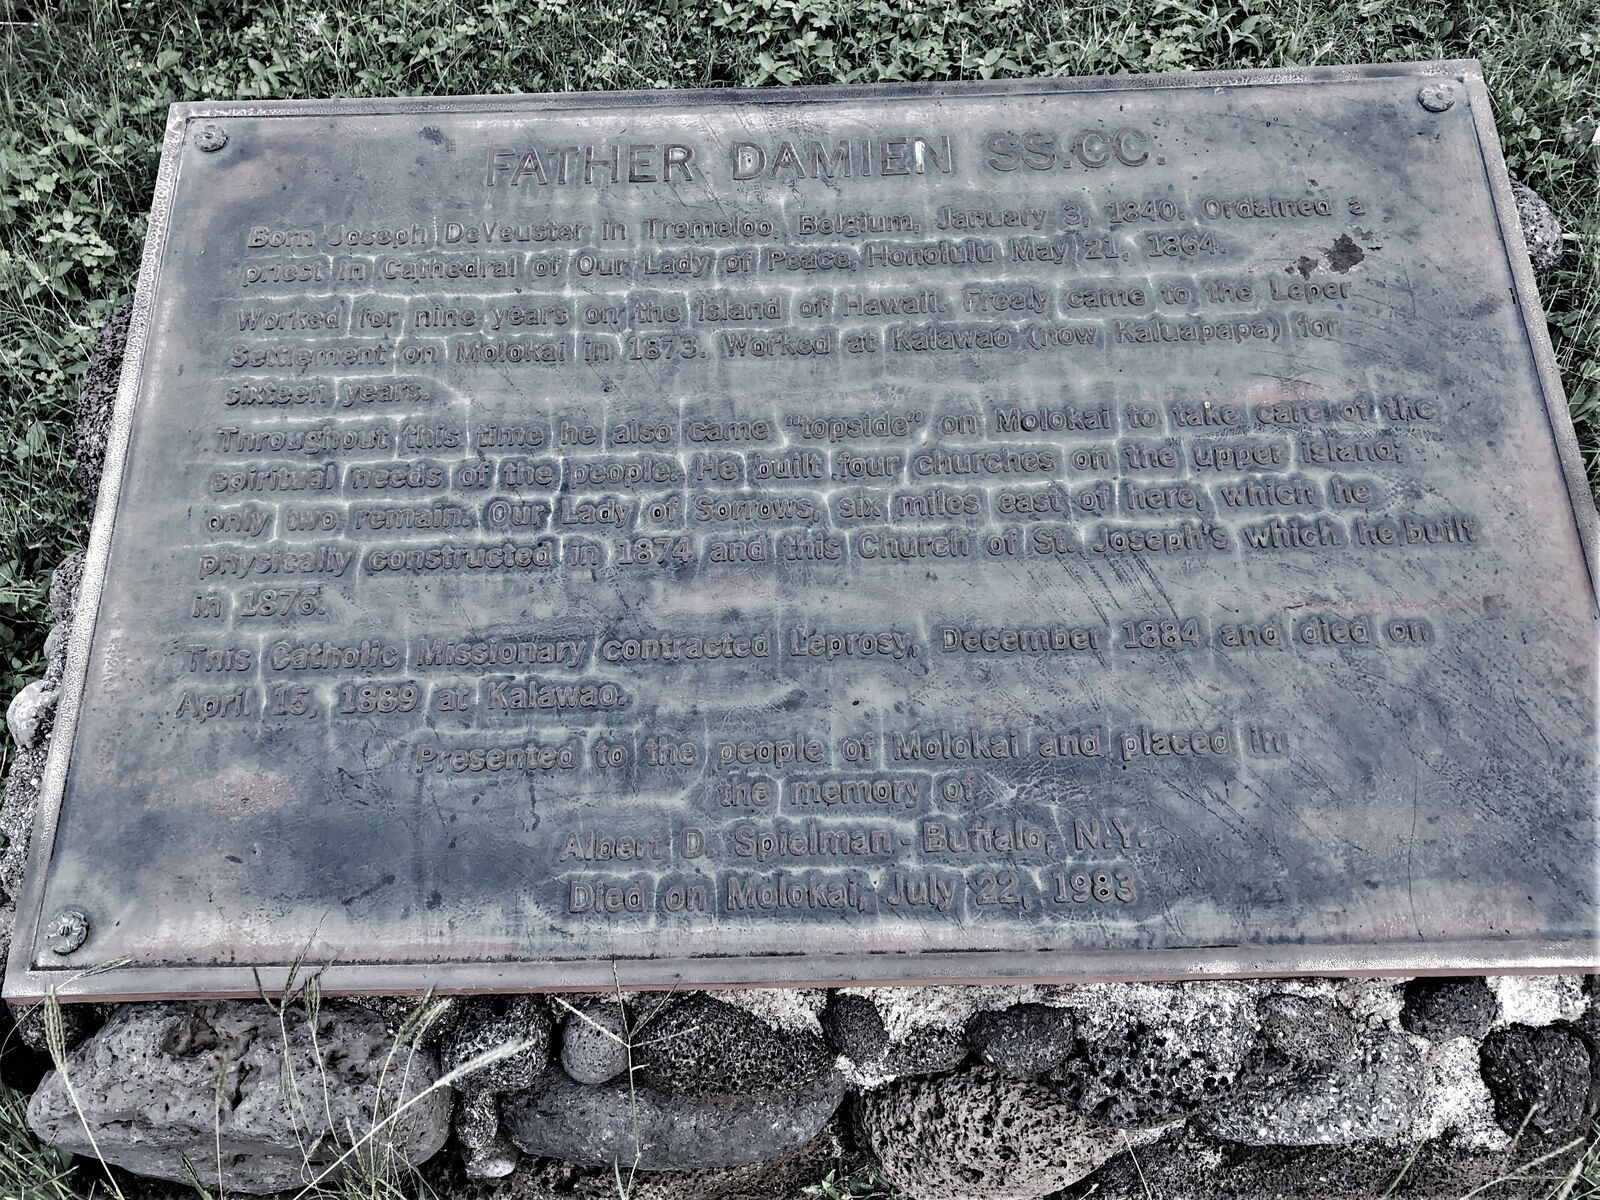 FATHER DAMIEN SS.CC.
Born Joseph DeVeuster in Tremeloo, Belgium, January 3, 1840. Ordained a
priest in Cathedral of Our Lady of Peace, Honolulu May 21, 1864.
Worked for nine years on the island of Hawaii. Freely came to the Leper
Settlement on Molokai in 1873. Worked at Kalawao (now Kaluapapa) for
sixteen years.
Throughout this time he also came "topside" on Molokai to take care of the
spiritual needs of the people. He built four churches on the upper island;
only two remain. Our Lady of Sorrows, six miles east of here, which he
physically constructed in 1874 and this Church of St. Joseph's which he built
in 1876.
This Catholic Missionary contracted Leprosy, December 1884 and died on
April 15, 1889 at Kalawao.
Presented to the people of Molokai and placed in
the memory of
Albert D. Spielman - Buffalo, N.Y.
Died on Molokai, July 22, 1983